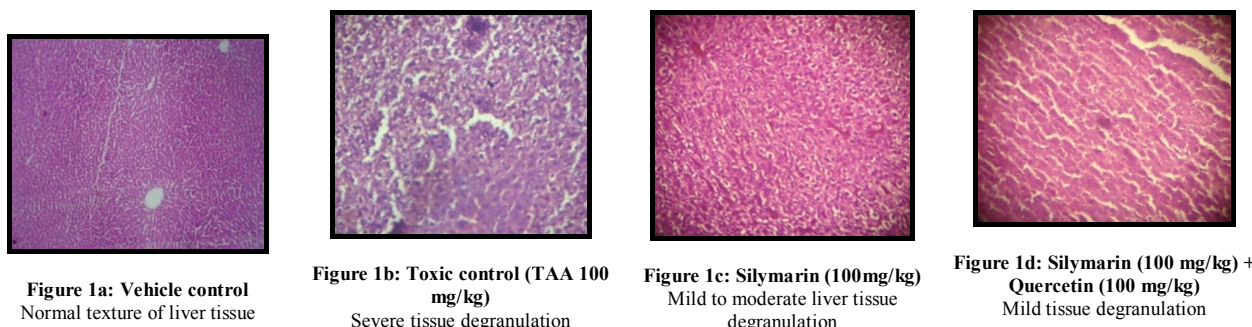 Figure 1a: Vehicle control
Normal texture of liver tissue
Figure 1b: Toxic control (TAA 100
mg/kg)
Severe tissue degranulation
Figure 1c: Silymarin (100mg/kg)
Mild to moderate liver tissue
degranulation
Figure 1d: Silymarin (100 mg/kg) +
Quercetin (100 mg/kg)
Mild tissue degranulation